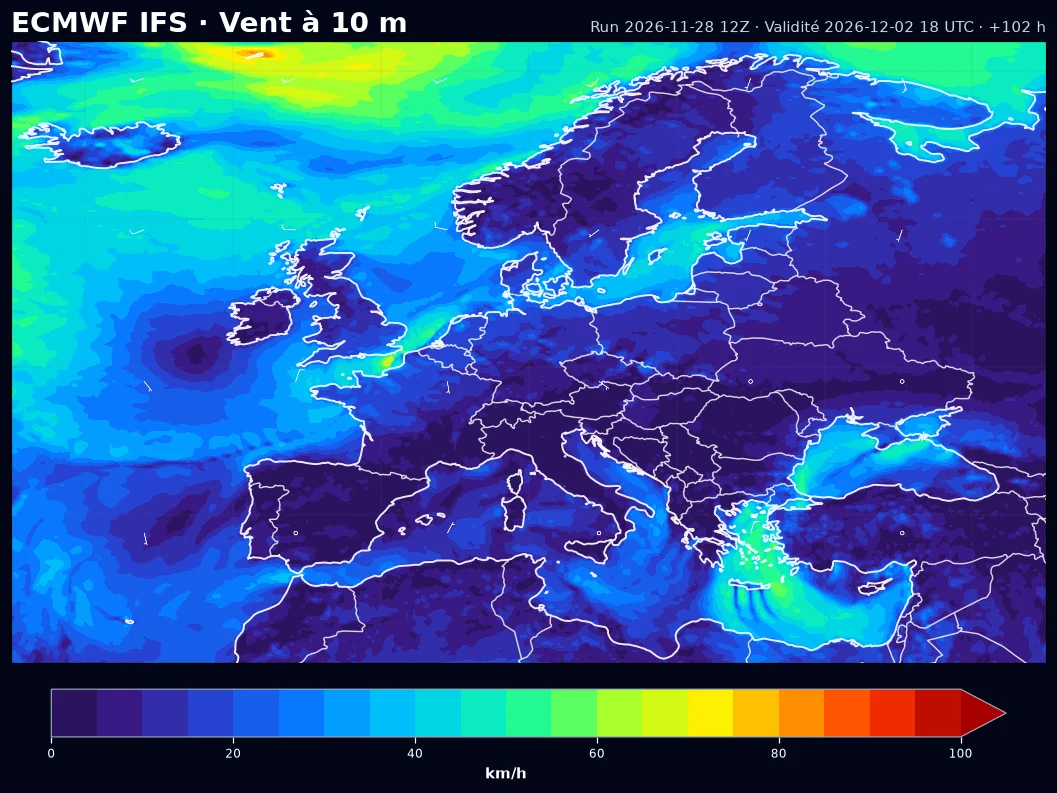 ECMWF IFS · Vent à 10 m
Run 2026-11-28 12Z · Validité 2026-12-02 18 UTC · +102 h
0 20 40 60 80 100
km/h